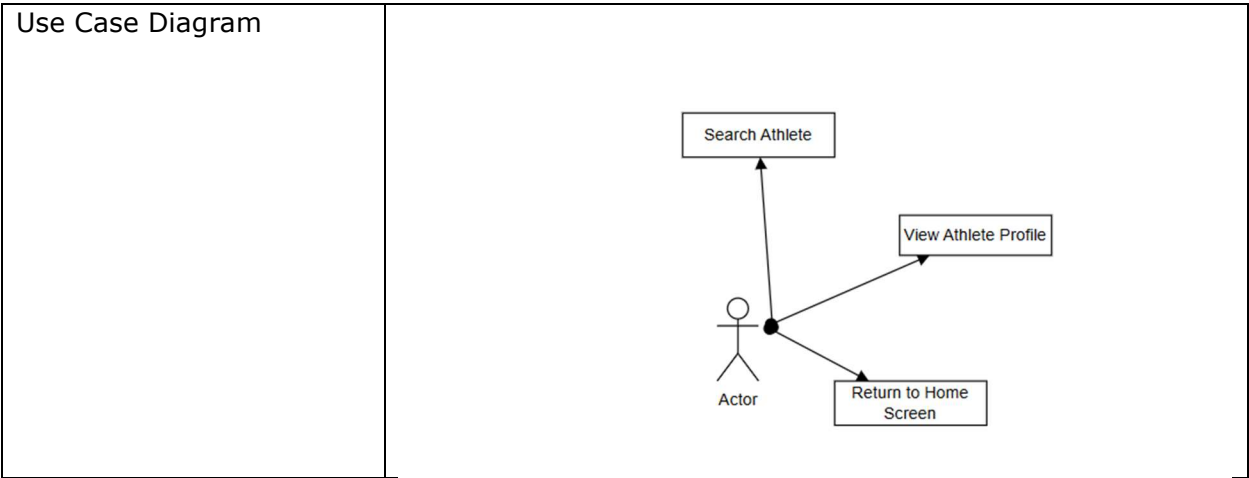 Use Case Diagram
Search Athlete
View Athlete Profile
Actor
Return to Home
Screen